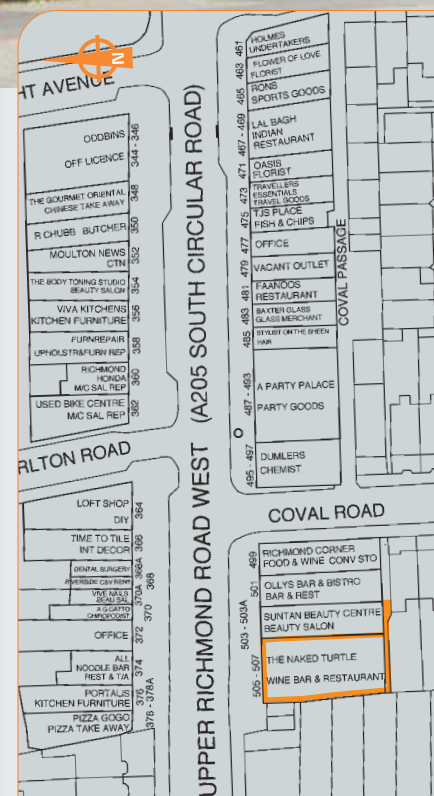 N
HT AVENUE
ODDBINS
OFF LICENCE
344 - 346
THE GOURMET ORIENTAL
CHINESE TAKE AWAY
348
R CHUBB BUTCHER
350
MOULTON NEWS
CTN
352
THE BODY TONING STUDIO
BEAUTY SALON
354
VIVA KITCHENS
KITCHEN FURNITURE
356
FURNREPAIR
UPHOLSTR&FURN REP
358
RICHMOND
HONDA
M/C SAL REP
360
USED BIKE CENTRE
M/C SAL REP
362
RLTON ROAD
LOFT SHOP
DIY
364
TIME TO TILE
INT DECOR
366
DENTAL SURGERY
368A
RIVERSIDE C&V RENT
368
VIVE NAILS
BEAU SAL
370A
A G CATTO
CHIROPODIST
370
OFFICE
372
ALL
NOODLE BAR
REST & T/A
374
PORTALIS
KITCHEN FURNITURE
376
PIZZA GOGO
PIZZA TAKE AWAY
378 - 378A
UPPER RICHMOND ROAD WEST (A205 SOUTH CIRCULAR ROAD)
461
HOLMES
UNDERTAKERS
463
FLOWER OF LOVE
FLORIST
465
RONS
SPORTS GOODS
467 - 469
LAL BAGH
INDIAN
RESTAURANT
471
OASIS
FLORIST
473
TRAVELLERS
ESSENTIALS
TRAVEL GOODS
475
TJS PLACE
FISH & CHIPS
477
OFFICE
479
VACANT OUTLET
481
FAANOOS
RESTAURANT
483
BAXTER GLASS
GLASS MERCHANT
485
STYLIST ON THE SHEEN
HAIR
487 - 493
A PARTY PALACE
PARTY GOODS
495 - 497
DUMLERS
CHEMIST
COVAL PASSAGE
COVAL ROAD
499
RICHMOND CORNER
FOOD & WINE CONV STO
501
OLLYS BAR & BISTRO
BAR & REST
503 - 503A
SUNTAN BEAUTY CENTRE
BEAUTY SALON
505 - 507
THE NAKED TURTLE
WINE BAR & RESTAURANT